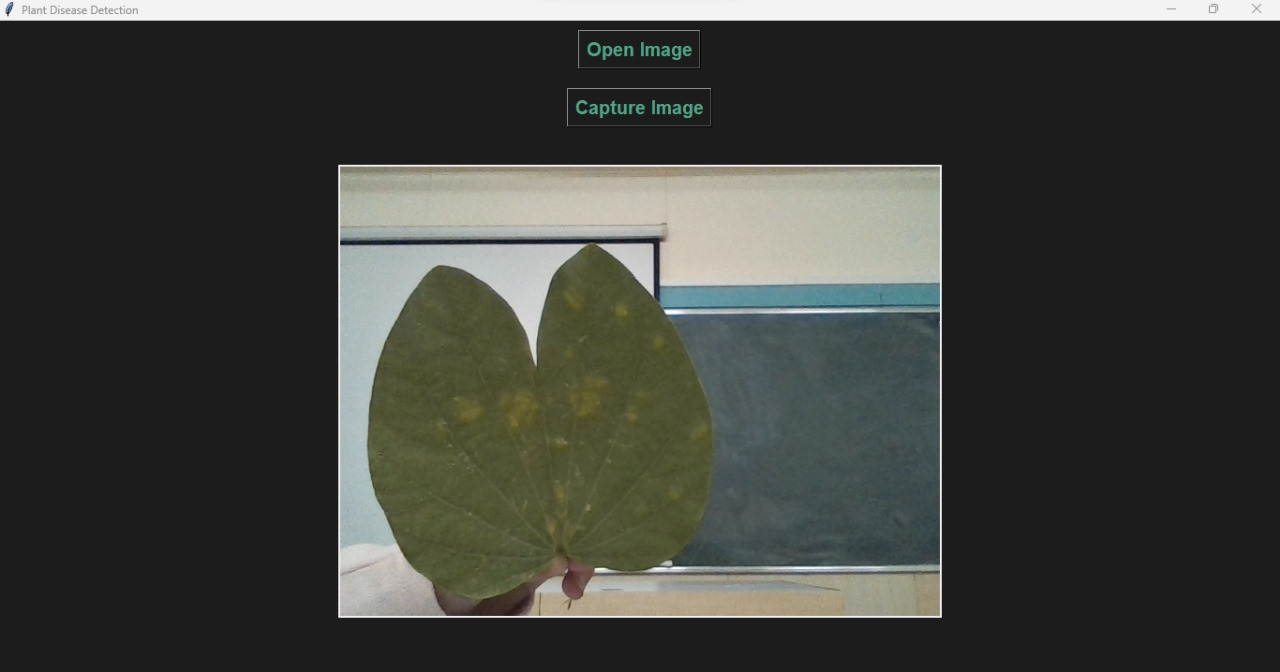 Plant Disease Detection
Open Image
Capture Image